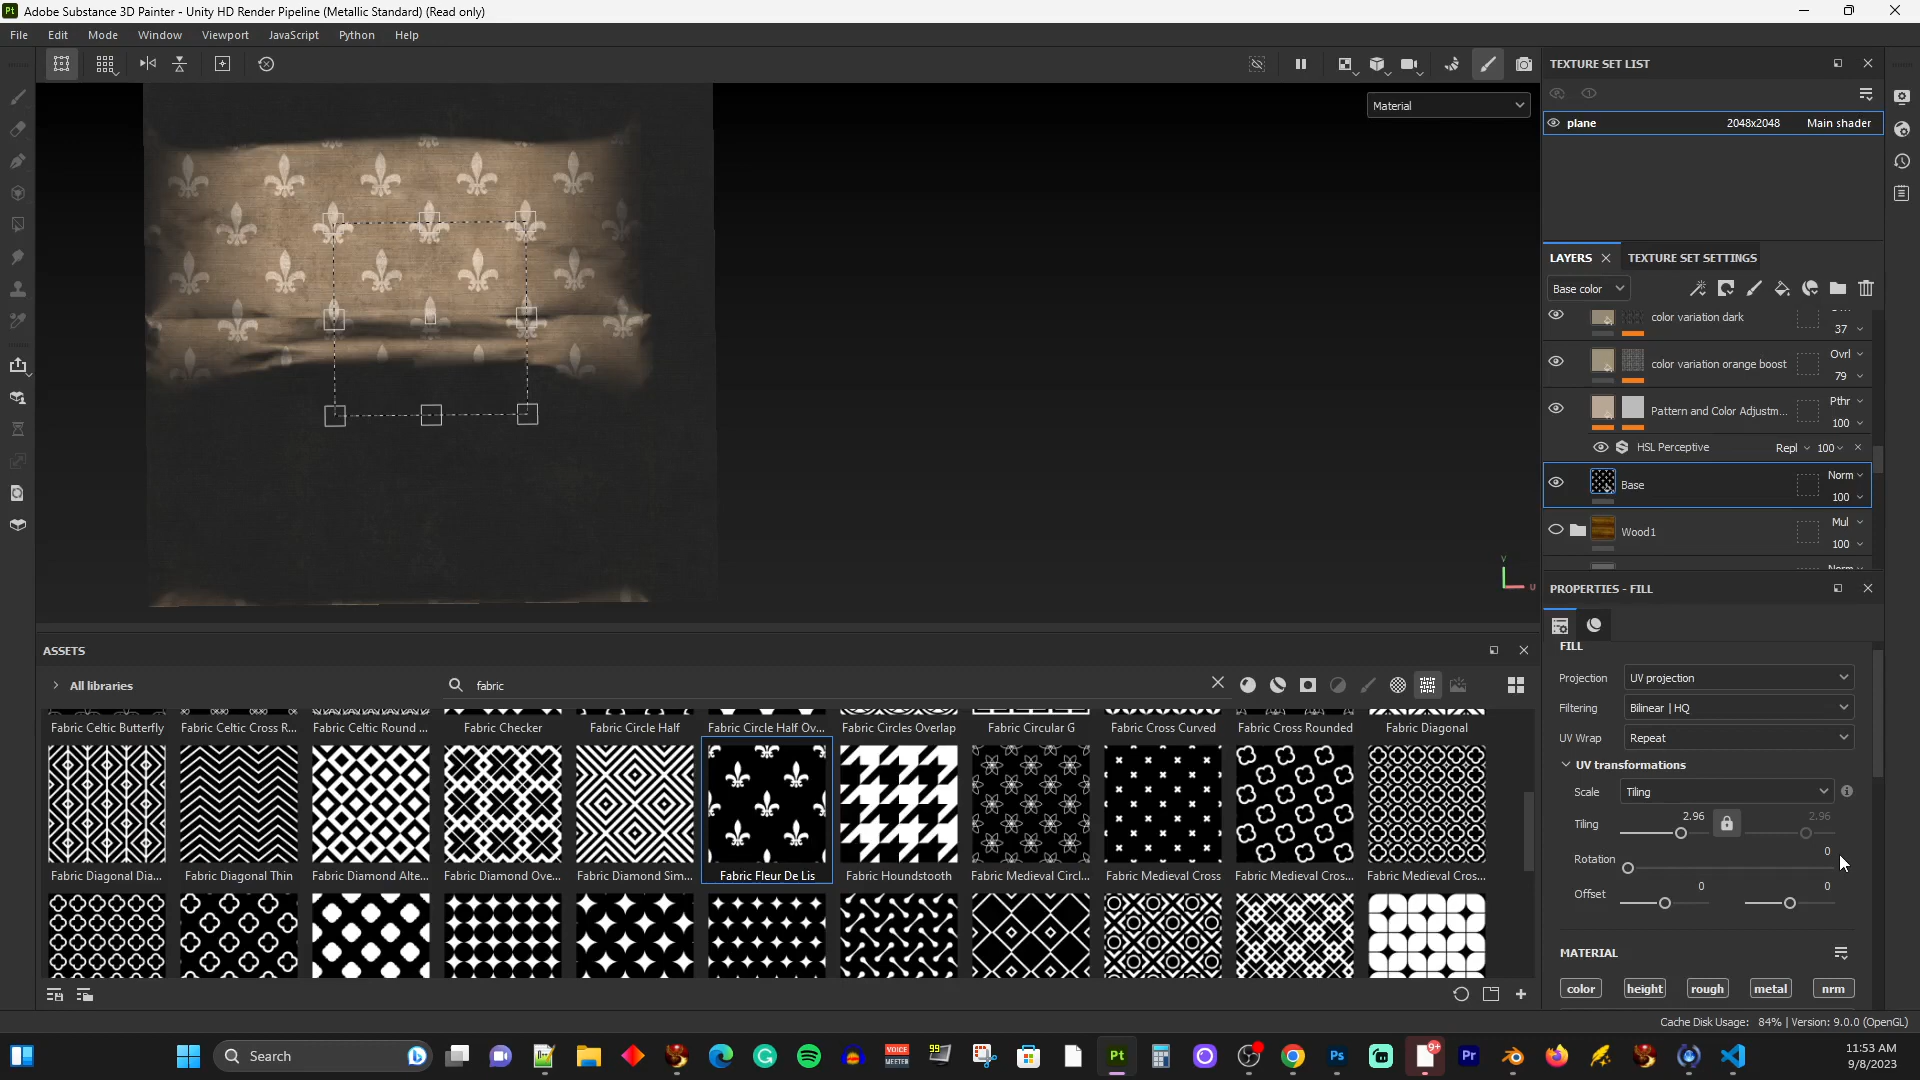 Adobe Substance 3D Painter - Unity HD Render Pipeline (Metallic Standard) (Read only)
File Edit Mode Window Viewport JavaScript Python Help
Material
TEXTURE SET LIST
plane 2048x2048 Main shader
LAYERS TEXTURE SET SETTINGS
Base color
color variation dark
37
color variation orange boost Ovrl
79
Pattern and Color Adjustm... Pthr
100
HSL Perceptive Repl 100
Base Norm
100
Wood1 Mul
100
PROPERTIES - FILL
FILL
Projection UV projection
Filtering Bilinear | HQ
UV Wrap Repeat
UV transformations
Scale Tiling
Tiling 2.96 2.96
Rotation 0
Offset 0 0
MATERIAL
color height rough metal nrm
ASSETS
All libraries fabric
Fabric Celtic Butterfly Fabric Celtic Cross R... Fabric Celtic Round ... Fabric Checker Fabric Circle Half Fabric Circle Half Ov... Fabric Circles Overlap Fabric Circular G Fabric Cross Curved Fabric Cross Rounded Fabric Diagonal
Fabric Diagonal Dia... Fabric Diagonal Thin Fabric Diamond Alte... Fabric Diamond Ove... Fabric Diamond Sim... Fabric Fleur De Lis Fabric Houndstooth Fabric Medieval Circl... Fabric Medieval Cross Fabric Medieval Cros... Fabric Medieval Cros...
Cache Disk Usage: 84% | Version: 9.0.0 (OpenGL)
Search
11:53 AM
9/8/2023